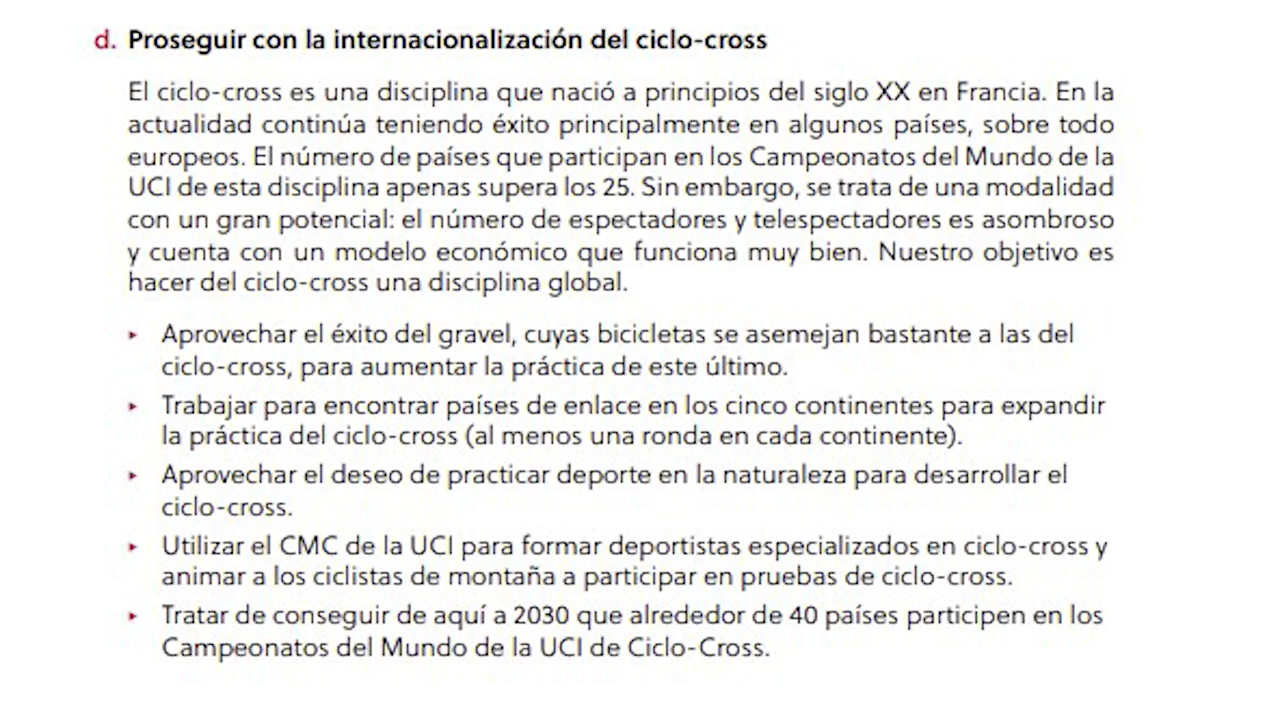 d. Proseguir con la internacionalización del ciclo-cross
El ciclo-cross es una disciplina que nació a principios del siglo XX en Francia. En la
actualidad continúa teniendo éxito principalmente en algunos países, sobre todo
europeos. El número de países que participan en los Campeonatos del Mundo de la
UCI de esta disciplina apenas supera los 25. Sin embargo, se trata de una modalidad
con un gran potencial: el número de espectadores y telespectadores es asombroso
y cuenta con un modelo económico que funciona muy bien. Nuestro objetivo es
hacer del ciclo-cross una disciplina global.
‣ Aprovechar el éxito del gravel, cuyas bicicletas se asemejan bastante a las del
ciclo-cross, para aumentar la práctica de este último.
‣ Trabajar para encontrar países de enlace en los cinco continentes para expandir
la práctica del ciclo-cross (al menos una ronda en cada continente).
‣ Aprovechar el deseo de practicar deporte en la naturaleza para desarrollar el
ciclo-cross.
‣ Utilizar el CMC de la UCI para formar deportistas especializados en ciclo-cross y
animar a los ciclistas de montaña a participar en pruebas de ciclo-cross.
‣ Tratar de conseguir de aquí a 2030 que alrededor de 40 países participen en los
Campeonatos del Mundo de la UCI de Ciclo-Cross.